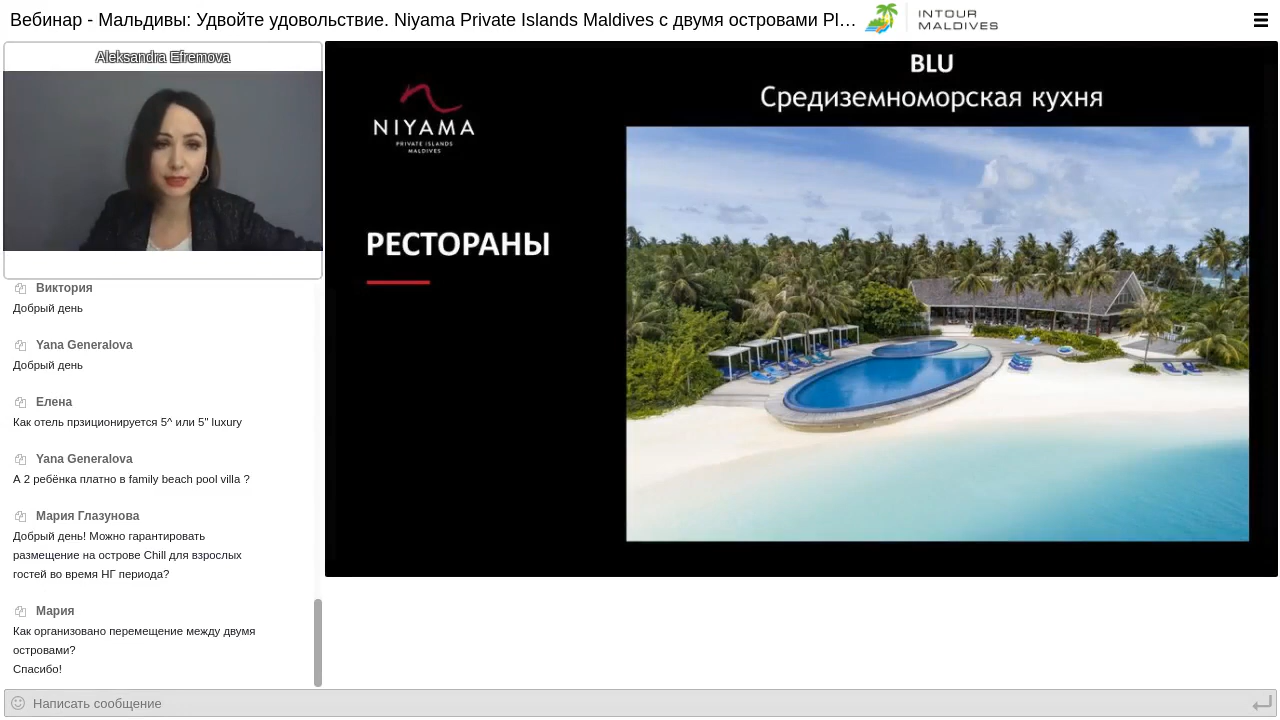 Вебинар - Мальдивы: Удвойте удовольствие. Niyama Private Islands Maldives с двумя островами Pl…
INTOUR
MALDIVES
Aleksandra Efremova
Виктория
Добрый день
Yana Generalova
Добрый день
Елена
Как отель прзиционируется 5^ или 5" luxury
Yana Generalova
А 2 ребёнка платно в family beach pool villa ?
Мария Глазунова
Добрый день! Можно гарантировать
размещение на острове Chill для взрослых
гостей во время НГ периода?
Мария
Как организовано перемещение между двумя
островами?
Спасибо!
Написать сообщение
NIYAMA
PRIVATE ISLANDS
MALDIVES
РЕСТОРАНЫ
BLU
Средиземноморская кухня